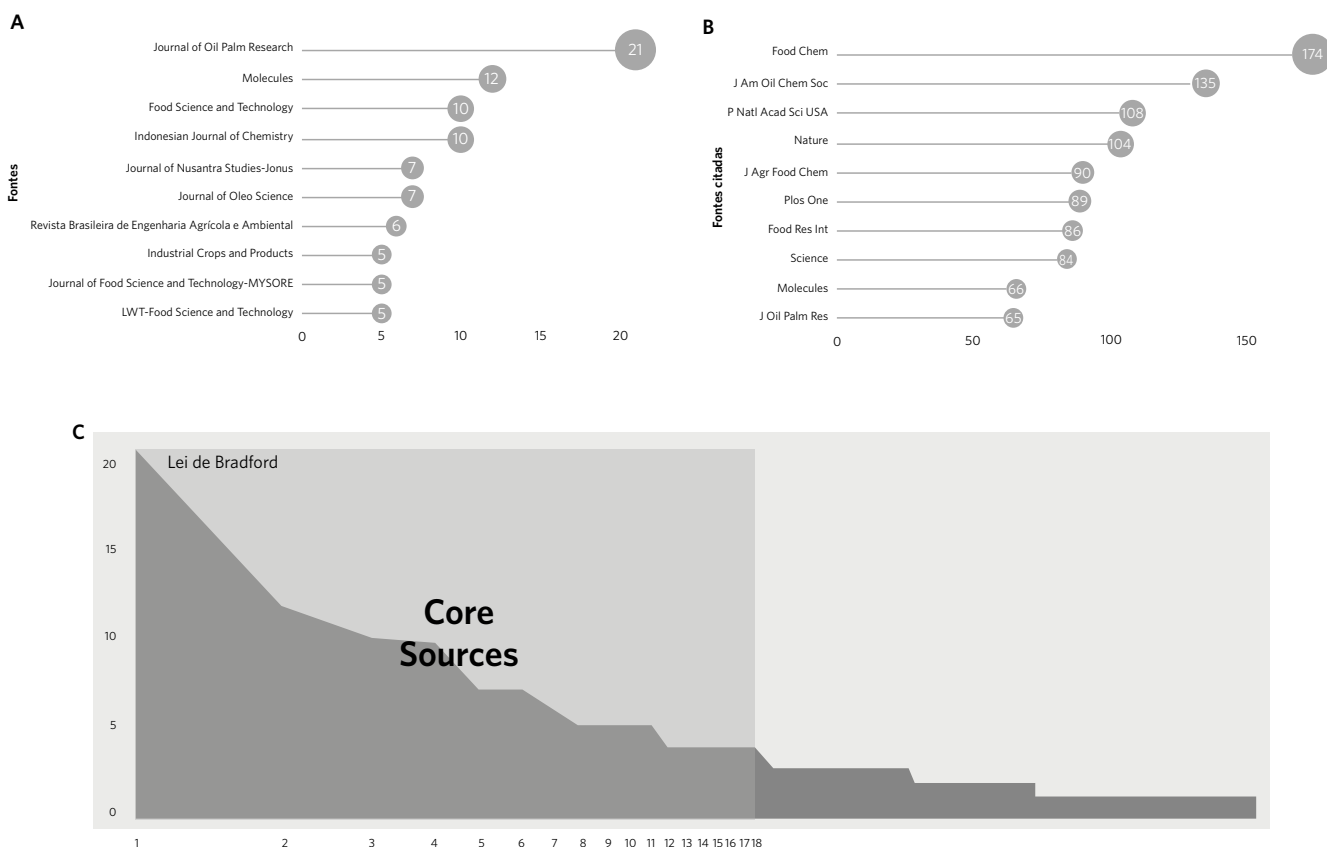 A
Fontes
Journal of Oil Palm Research 21
Molecules 12
Food Science and Technology 10
Indonesian Journal of Chemistry 10
Journal of Nusantra Studies-Jonus 7
Journal of Oleo Science 7
Revista Brasileira de Engenharia Agrícola e Ambiental 6
Industrial Crops and Products 5
Journal of Food Science and Technology-MYSORE 5
LWT-Food Science and Technology 5
0 5 10 15 20
B
Fontes citadas
Food Chem 174
J Am Oil Chem Soc 135
P Natl Acad Sci USA 108
Nature 104
J Agr Food Chem 90
Plos One 89
Food Res Int 86
Science 84
Molecules 66
J Oil Palm Res 65
0 50 100 150
C
Lei de Bradford
20
15
10
5
0
Core
Sources
1 2 3 4 5 6 7 8 9 10 11 12 13 14 15 16 17 18